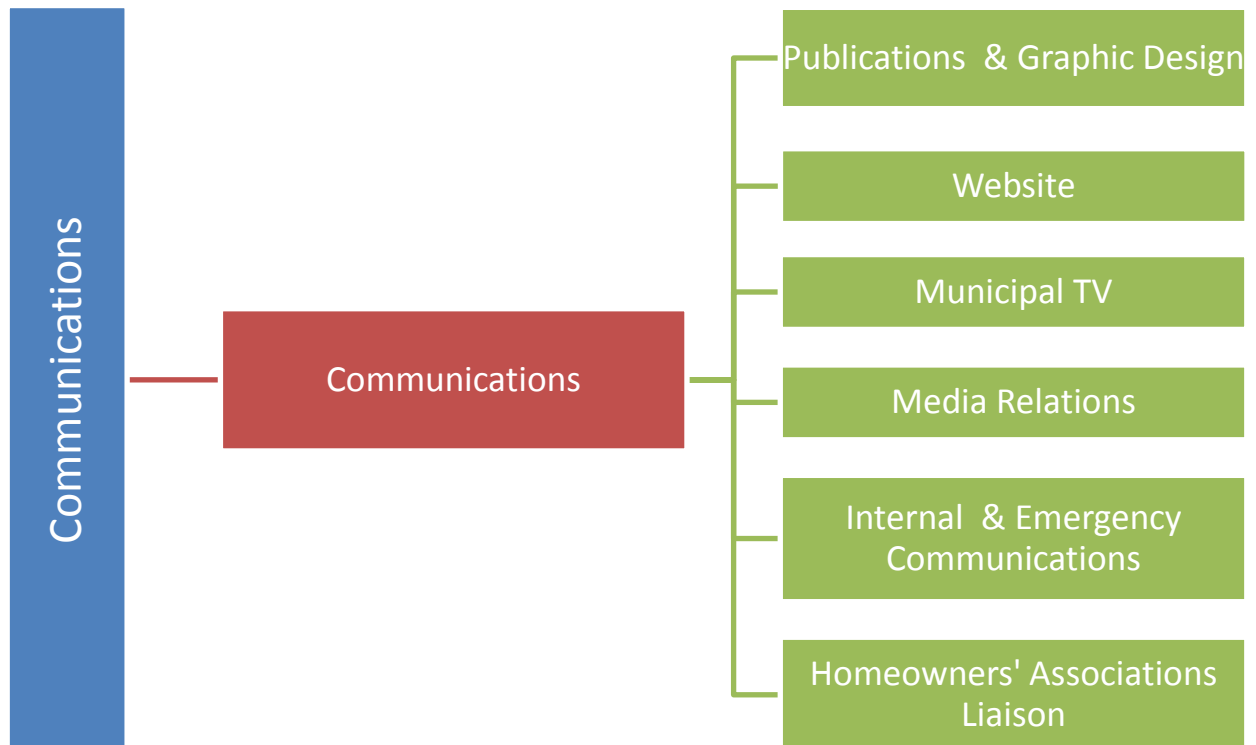 Communications
Communications
Publications & Graphic Design
Website
Municipal TV
Media Relations
Internal & Emergency
Communications
Homeowners' Associations
Liaison